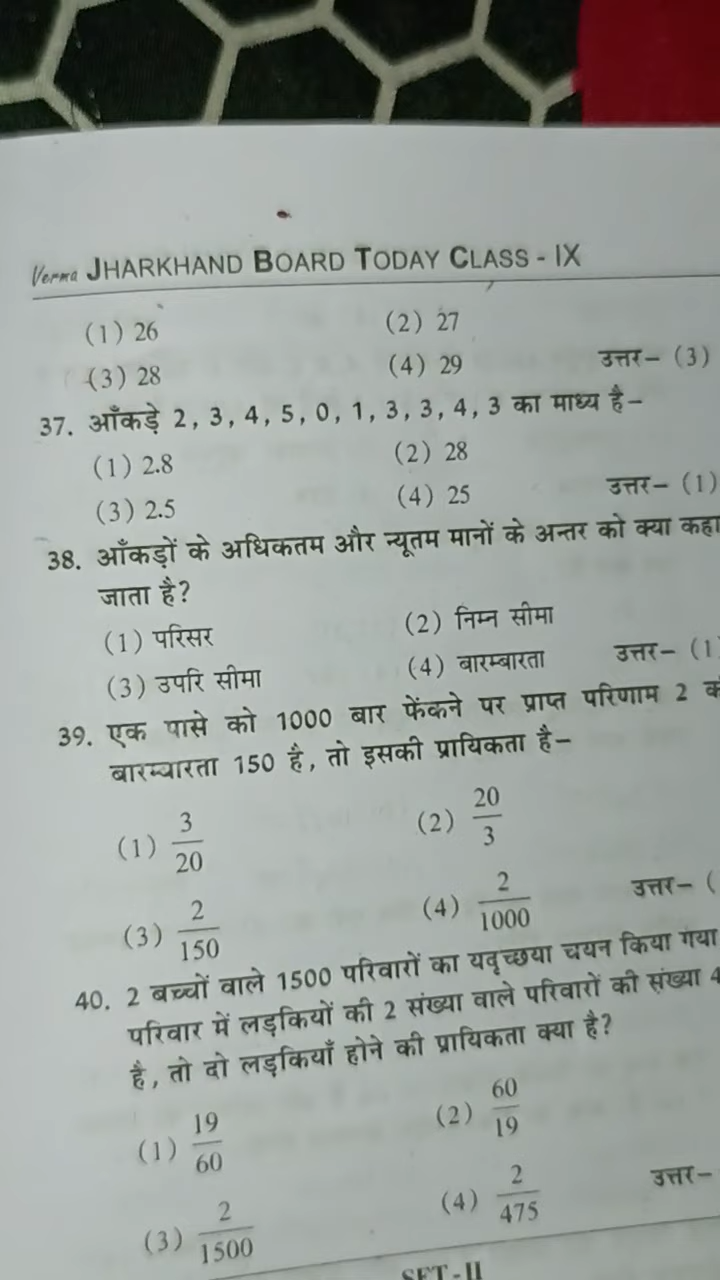 Verma JHARKHAND BOARD TODAY CLASS - IX
(1) 26 (2) 27
(3) 28 (4) 29 उत्तर– (3)
37. आँकड़े 2, 3, 4, 5, 0, 1, 3, 3, 4, 3 का माध्य है–
(1) 2.8 (2) 28
(3) 2.5 (4) 25 उत्तर– (1)
38. आँकड़ों के अधिकतम और न्यूतम मानों के अन्तर को क्या कहा
जाता है?
(1) परिसर (2) निम्न सीमा
(3) उपरि सीमा (4) बारम्बारता उत्तर– (1)
39. एक पासे को 1000 बार फेंकने पर प्राप्त परिणाम 2 की
बारम्बारता 150 है, तो इसकी प्रायिकता है–
(1) 3/20 (2) 20/3
(3) 2/150 (4) 2/1000 उत्तर– (
40. 2 बच्चों वाले 1500 परिवारों का यदृच्छया चयन किया गया
परिवार में लड़कियों की 2 संख्या वाले परिवारों की संख्या 4
है, तो दो लड़कियाँ होने की प्रायिकता क्या है?
(1) 19/60 (2) 60/19
(3) 2/1500 (4) 2/475 उत्तर–
SET-II